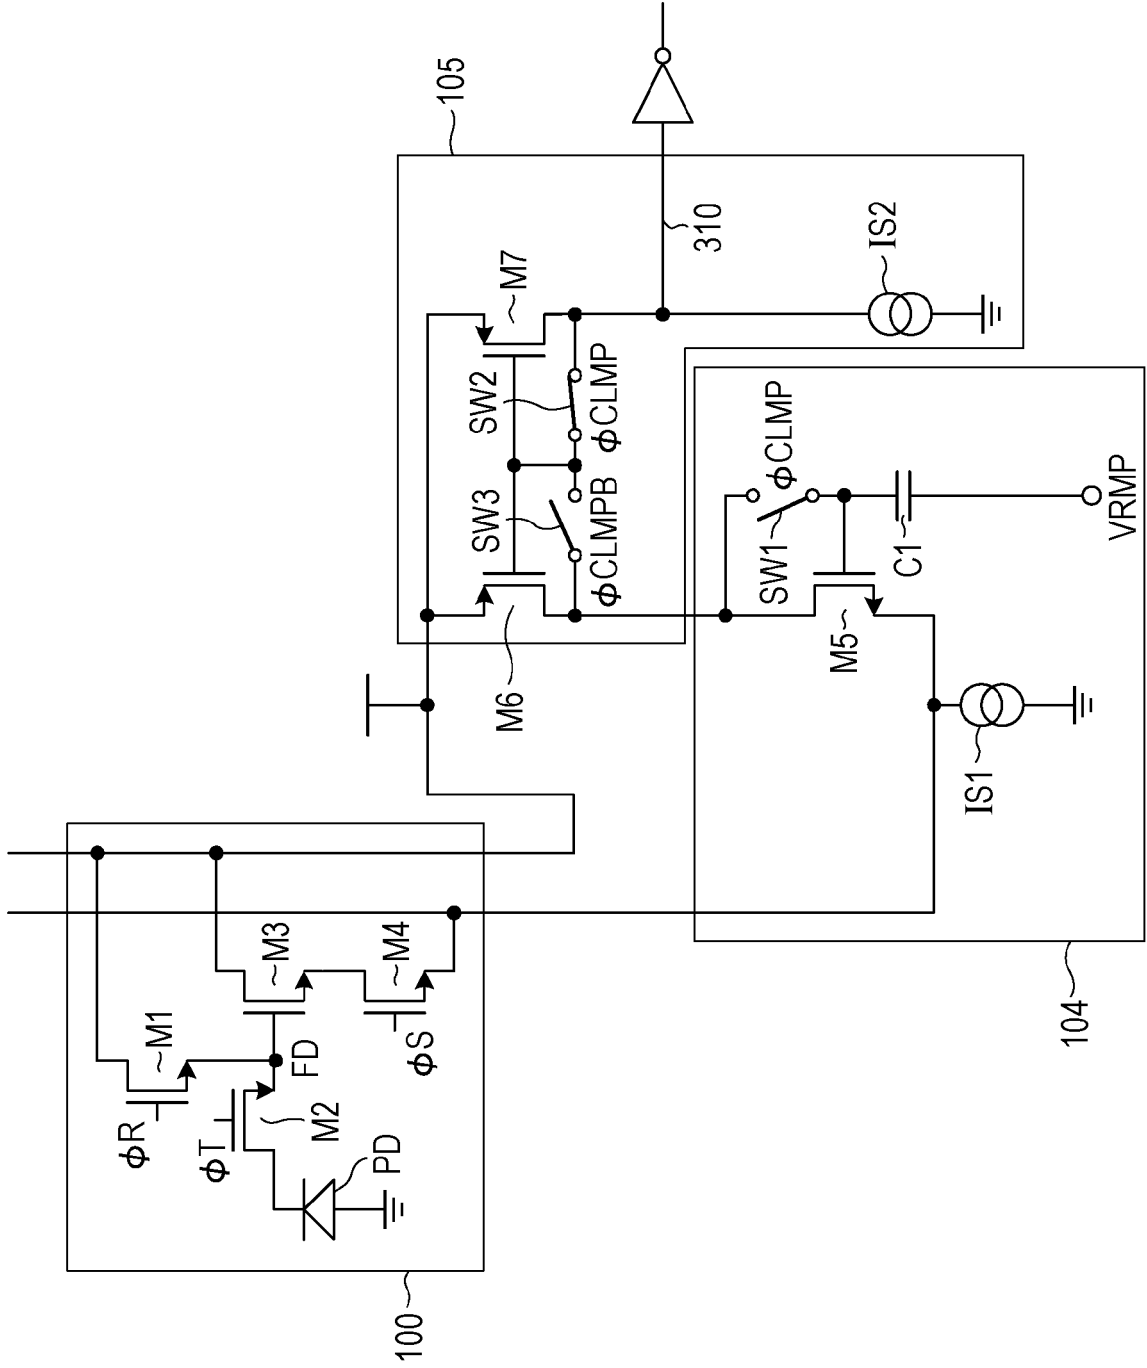 100
ϕR
M1
ϕT
M2
FD
PD
M3
M4
ϕS
105
M6
M7
SW3
SW2
ϕCLMPB
ϕCLMP
310
IS2
104
IS1
M5
SW1
ϕCLMP
C1
VRMP